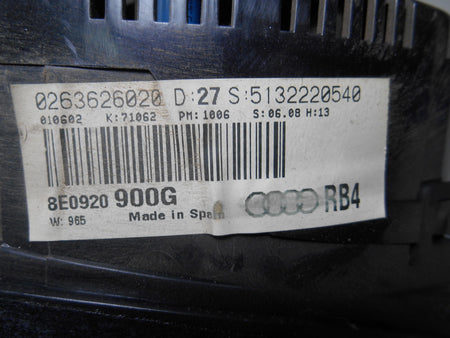 0263626020 D:27 S:5132220540
010602 K:71062 PM:1006 S:06.08 H:13
8E0920 900G RB4
W: 965 Made in Spain